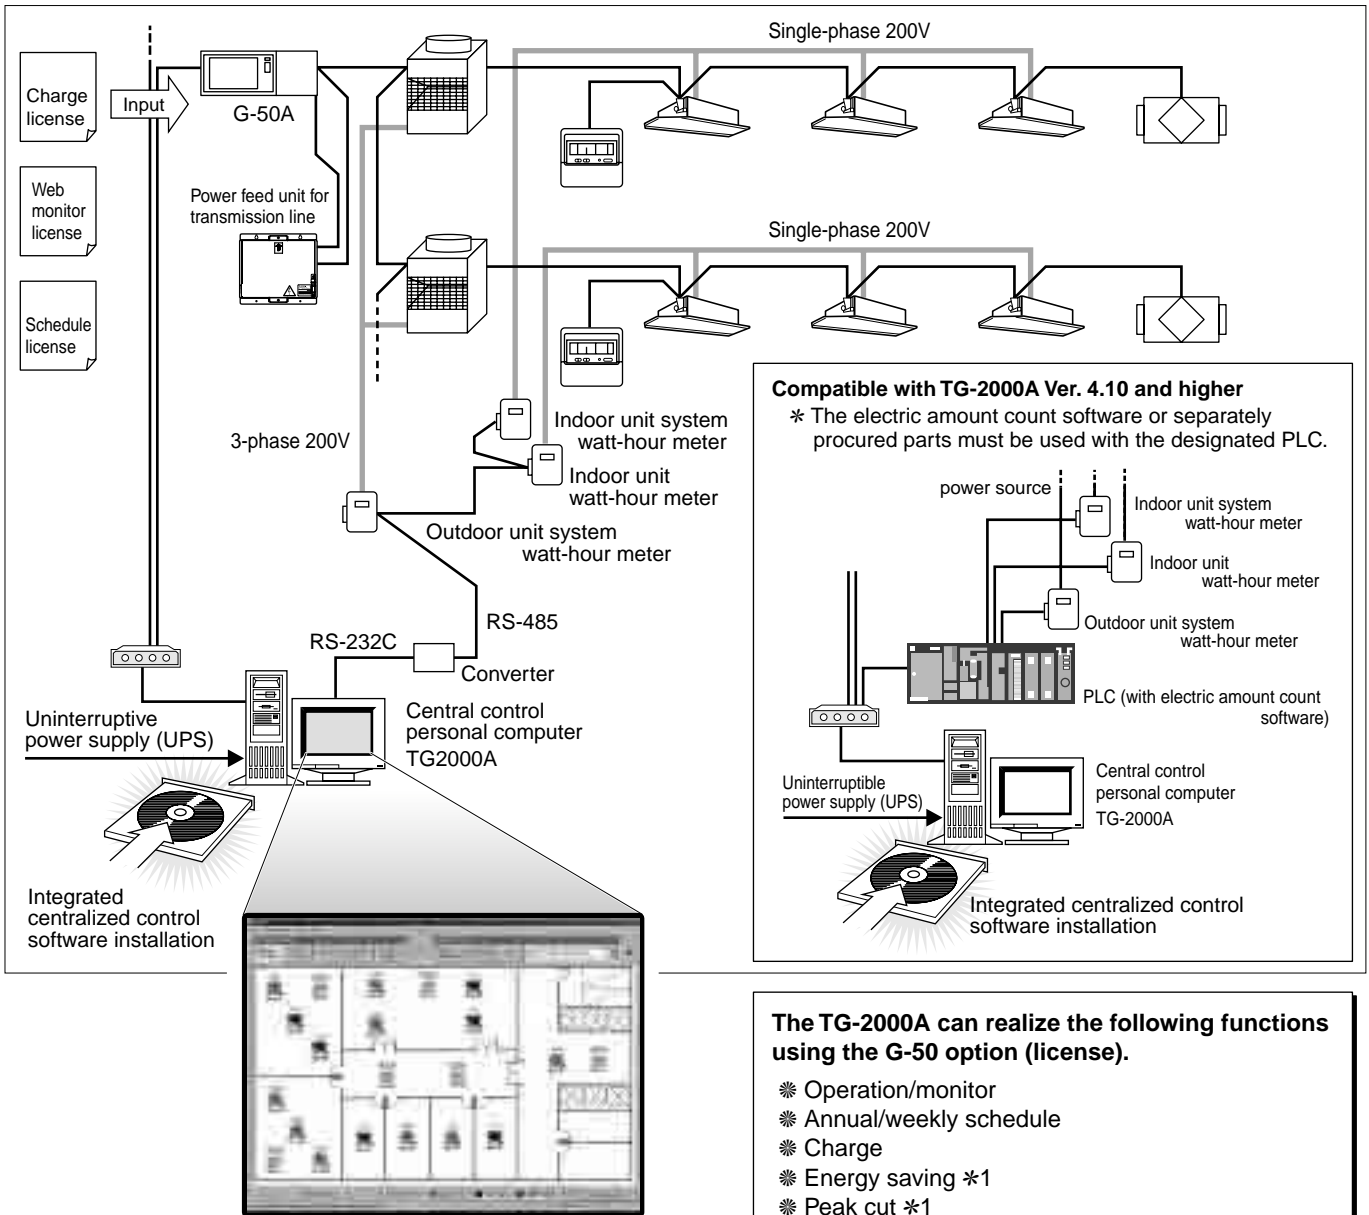 Charge
license
Input
G-50A
Single-phase 200V
Web
monitor
license
Power feed unit for
transmission line
Single-phase 200V
Schedule
license
3-phase 200V
Indoor unit system
watt-hour meter
Indoor unit
watt-hour meter
Outdoor unit system
watt-hour meter
RS-485
RS-232C
Converter
Uninterruptive
power supply (UPS)
Central control
personal computer
TG2000A
Integrated
centralized control
software installation
Compatible with TG-2000A Ver. 4.10 and higher
* The electric amount count software or separately
procured parts must be used with the designated PLC.
power source
Indoor unit system
watt-hour meter
Indoor unit
watt-hour meter
Outdoor unit system
watt-hour meter
PLC (with electric amount count
software)
Uninterruptible
power supply (UPS)
Central control
personal computer
TG-2000A
Integrated centralized control
software installation
The TG-2000A can realize the following functions
using the G-50 option (license).
❊ Operation/monitor
❊ Annual/weekly schedule
❊ Charge
❊ Energy saving *1
❊ Peak cut *1